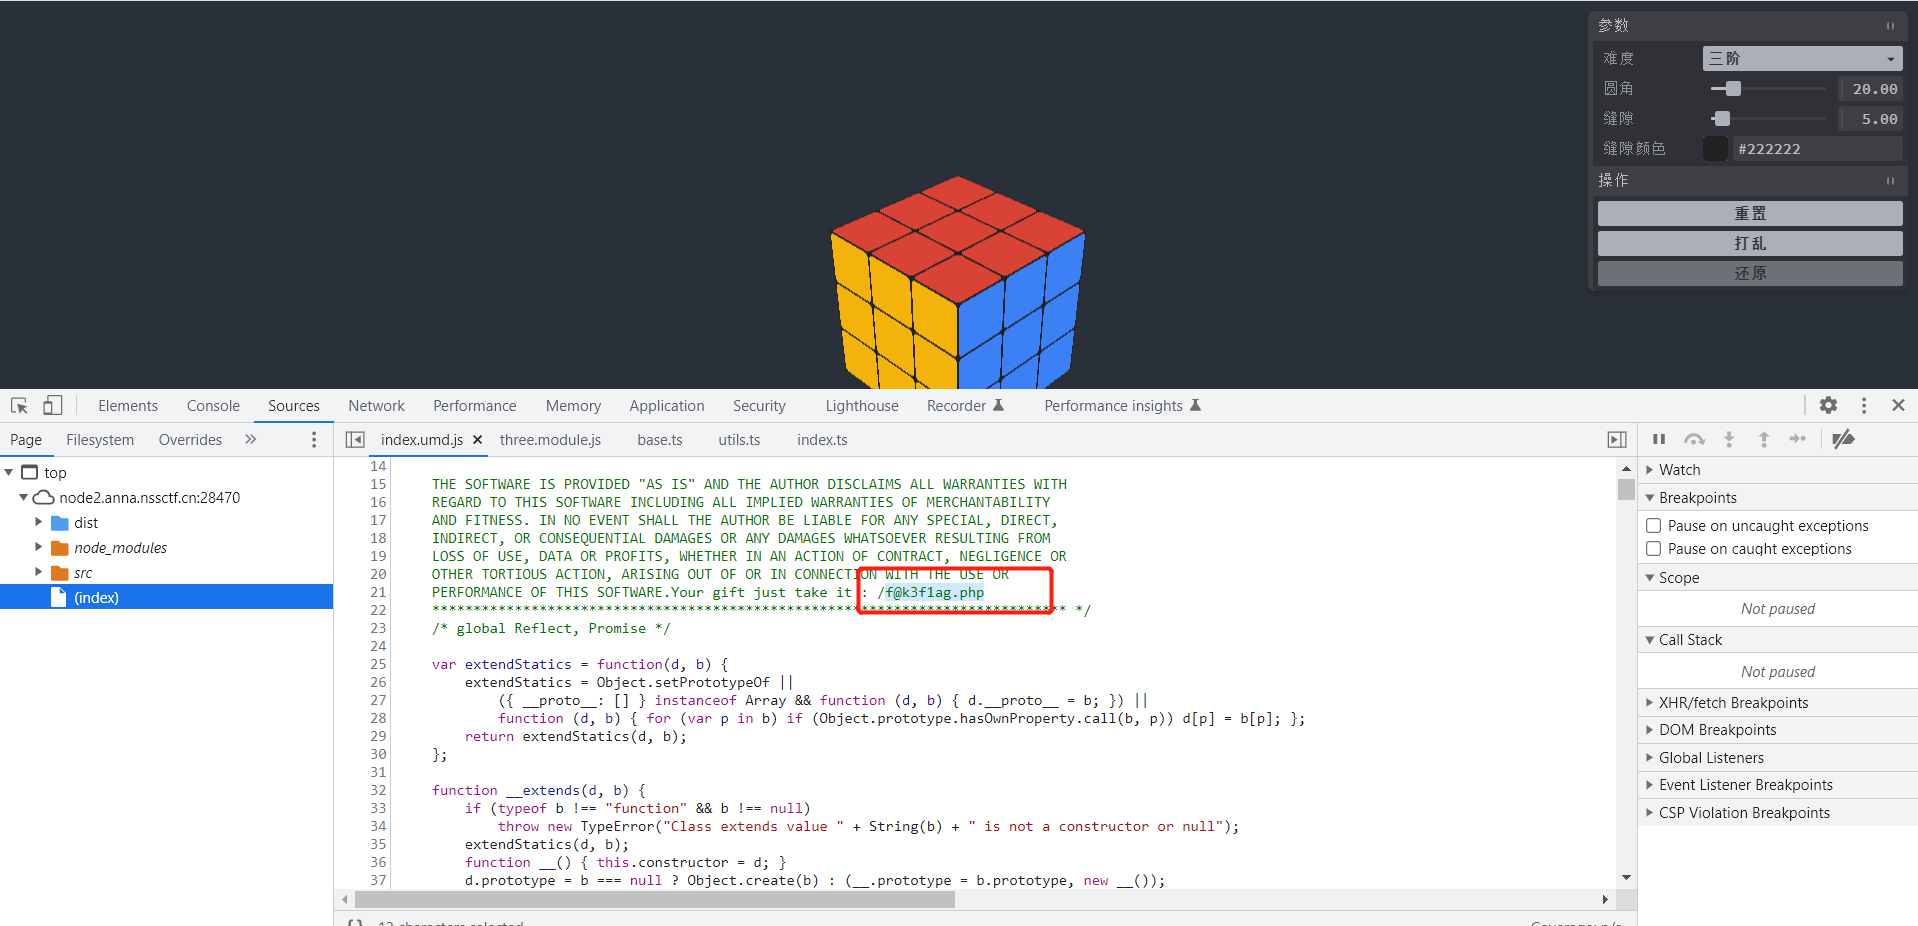 参数
难度 三阶
圆角 20.00
缝隙 5.00
缝隙颜色 #222222
操作
重置
打乱
还原
Elements Console Sources Network Performance Memory Application Security Lighthouse Recorder Performance insights
Page Filesystem Overrides »
index.umd.js × three.module.js base.ts utils.ts index.ts
top
node2.anna.nssctf.cn:28470
dist
node_modules
src
(index)
14
15 THE SOFTWARE IS PROVIDED "AS IS" AND THE AUTHOR DISCLAIMS ALL WARRANTIES WITH
16 REGARD TO THIS SOFTWARE INCLUDING ALL IMPLIED WARRANTIES OF MERCHANTABILITY
17 AND FITNESS. IN NO EVENT SHALL THE AUTHOR BE LIABLE FOR ANY SPECIAL, DIRECT,
18 INDIRECT, OR CONSEQUENTIAL DAMAGES OR ANY DAMAGES WHATSOEVER RESULTING FROM
19 LOSS OF USE, DATA OR PROFITS, WHETHER IN AN ACTION OF CONTRACT, NEGLIGENCE OR
20 OTHER TORTIOUS ACTION, ARISING OUT OF OR IN CONNECTION WITH THE USE OR
21 PERFORMANCE OF THIS SOFTWARE.Your gift just take it : /f@k3f1ag.php
22 ***************************************************************************** */
23 /* global Reflect, Promise */
24
25 var extendStatics = function(d, b) {
26 extendStatics = Object.setPrototypeOf ||
27 ({ __proto__: [] } instanceof Array && function (d, b) { d.__proto__ = b; }) ||
28 function (d, b) { for (var p in b) if (Object.prototype.hasOwnProperty.call(b, p)) d[p] = b[p]; };
29 return extendStatics(d, b);
30 };
31
32 function __extends(d, b) {
33 if (typeof b !== "function" && b !== null)
34 throw new TypeError("Class extends value " + String(b) + " is not a constructor or null");
35 extendStatics(d, b);
36 function __() { this.constructor = d; }
37 d.prototype = b === null ? Object.create(b) : (__.prototype = b.prototype, new __());
{} 12 characters selected
Coverage: n/a
Watch
Breakpoints
Pause on uncaught exceptions
Pause on caught exceptions
Scope
Not paused
Call Stack
Not paused
XHR/fetch Breakpoints
DOM Breakpoints
Global Listeners
Event Listener Breakpoints
CSP Violation Breakpoints